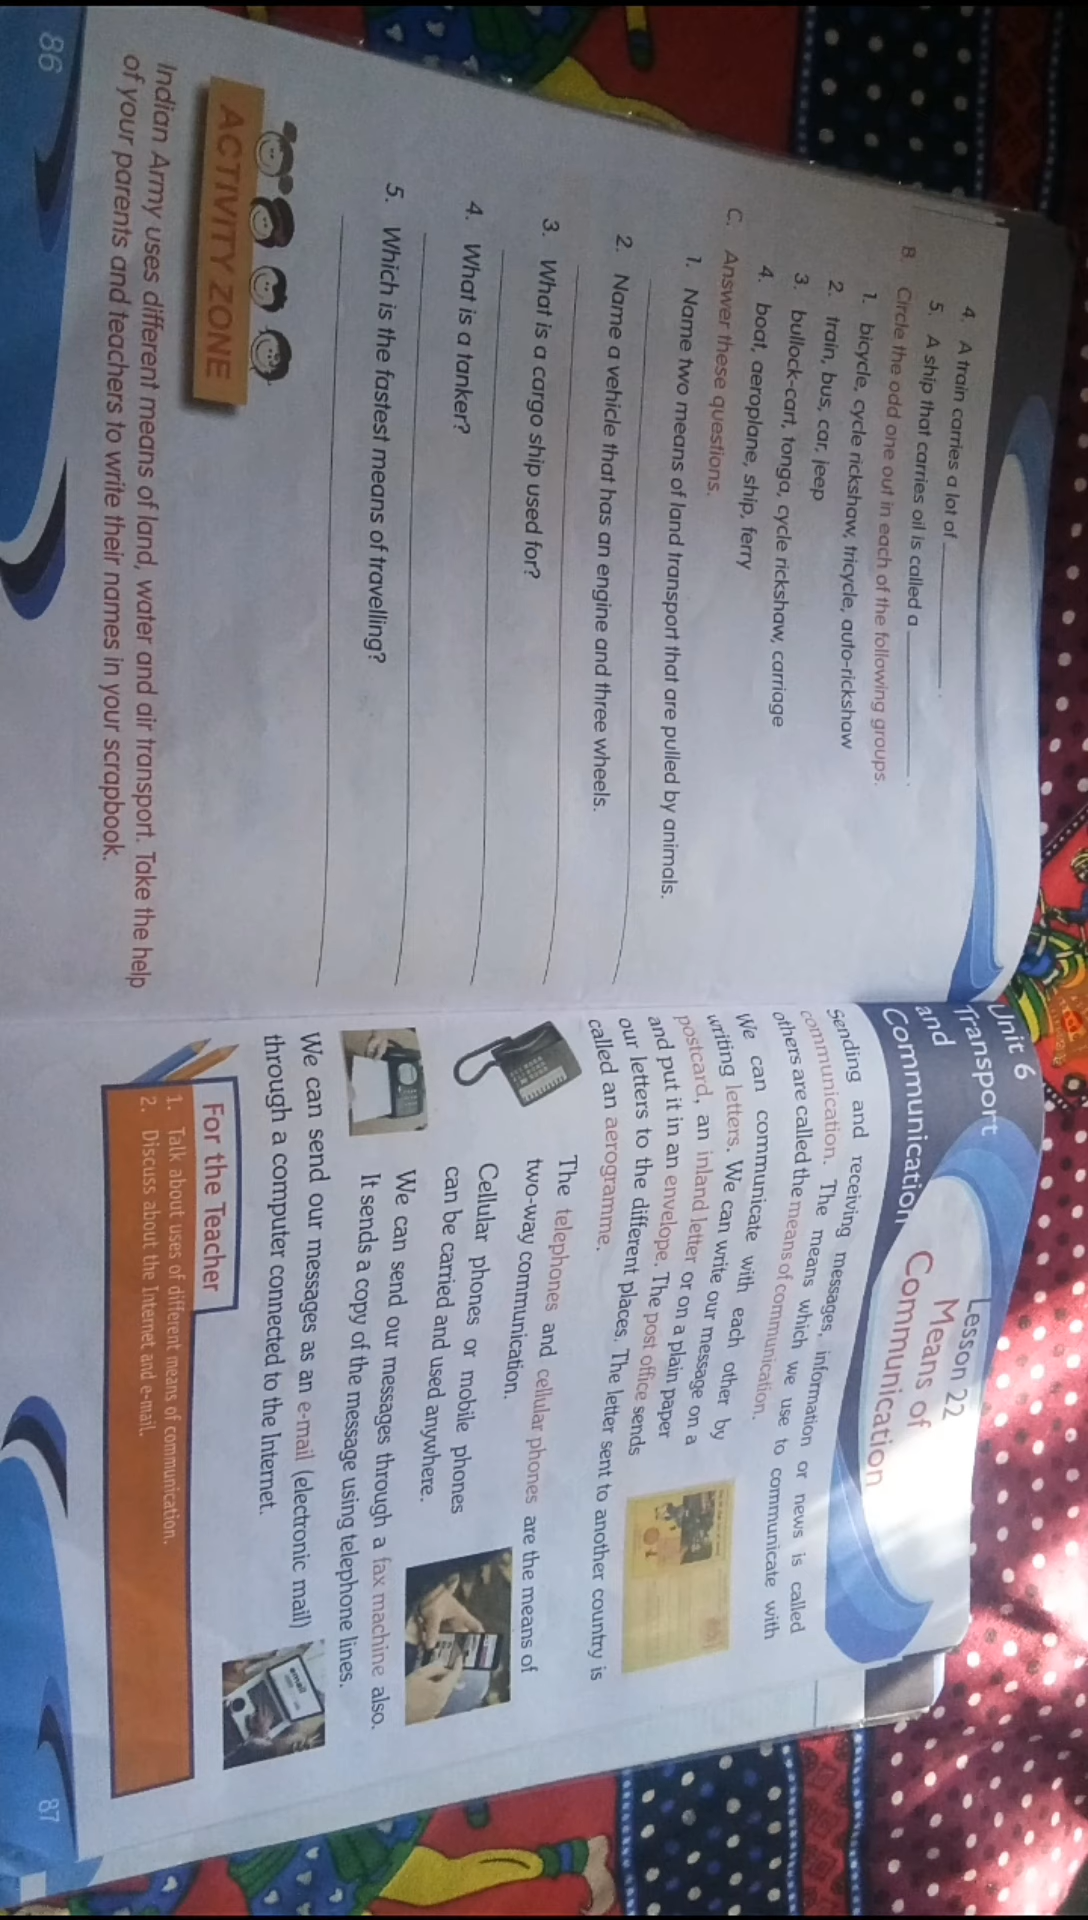 4. A train carries a lot of ____________.
5. A ship that carries oil is called a ____________.
B. Circle the odd one out in each of the following groups.
1. bicycle, cycle rickshaw, tricycle, auto-rickshaw
2. train, bus, car, jeep
3. bullock-cart, tonga, cycle rickshaw, carriage
4. boat, aeroplane, ship, ferry
C. Answer these questions.
1. Name two means of land transport that are pulled by animals.
2. Name a vehicle that has an engine and three wheels.
3. What is a cargo ship used for?
4. What is a tanker?
5. Which is the fastest means of travelling?
ACTIVITY ZONE
Indian Army uses different means of land, water and air transport. Take the help
of your parents and teachers to write their names in your scrapbook.
86
Unit 6
Transport
and
Communication
Lesson 22
Means of
Communication
Sending and receiving messages, information or news is called
communication. The means which we use to communicate with
others are called the means of communication.
We can communicate with each other by
writing letters. We can write our message on a
postcard, an inland letter or on a plain paper
and put it in an envelope. The post office sends
our letters to the different places. The letter sent to another country is
called an aerogramme.
The telephones and cellular phones are the means of
two-way communication.
Cellular phones or mobile phones
can be carried and used anywhere.
We can send our messages through a fax machine also.
It sends a copy of the message using telephone lines.
We can send our messages as an e-mail (electronic mail)
through a computer connected to the Internet.
email
For the Teacher
1. Talk about uses of different means of communication.
2. Discuss about the Internet and e-mail.
87